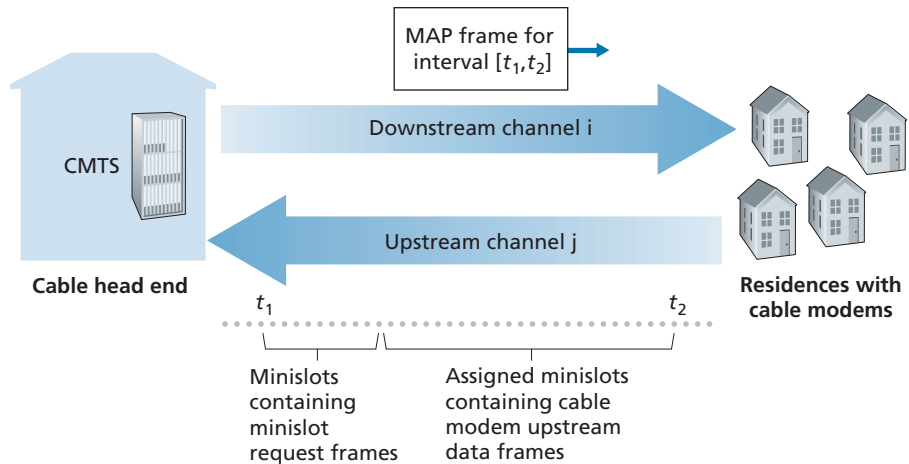 MAP frame for
interval [t₁,t₂]
Downstream channel i
CMTS
Upstream channel j
Cable head end
Residences with
cable modems
t₁
t₂
Minislots
containing
minislot
request frames
Assigned minislots
containing cable
modem upstream
data frames